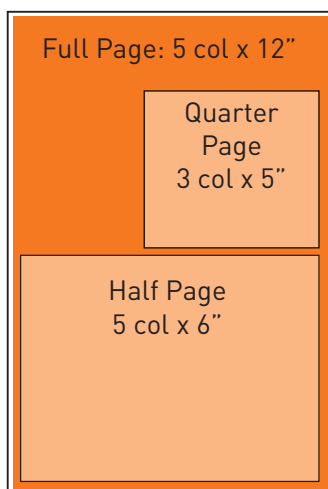 Full Page: 5 col x 12”
Quarter
Page
3 col x 5”
Half Page
5 col x 6”